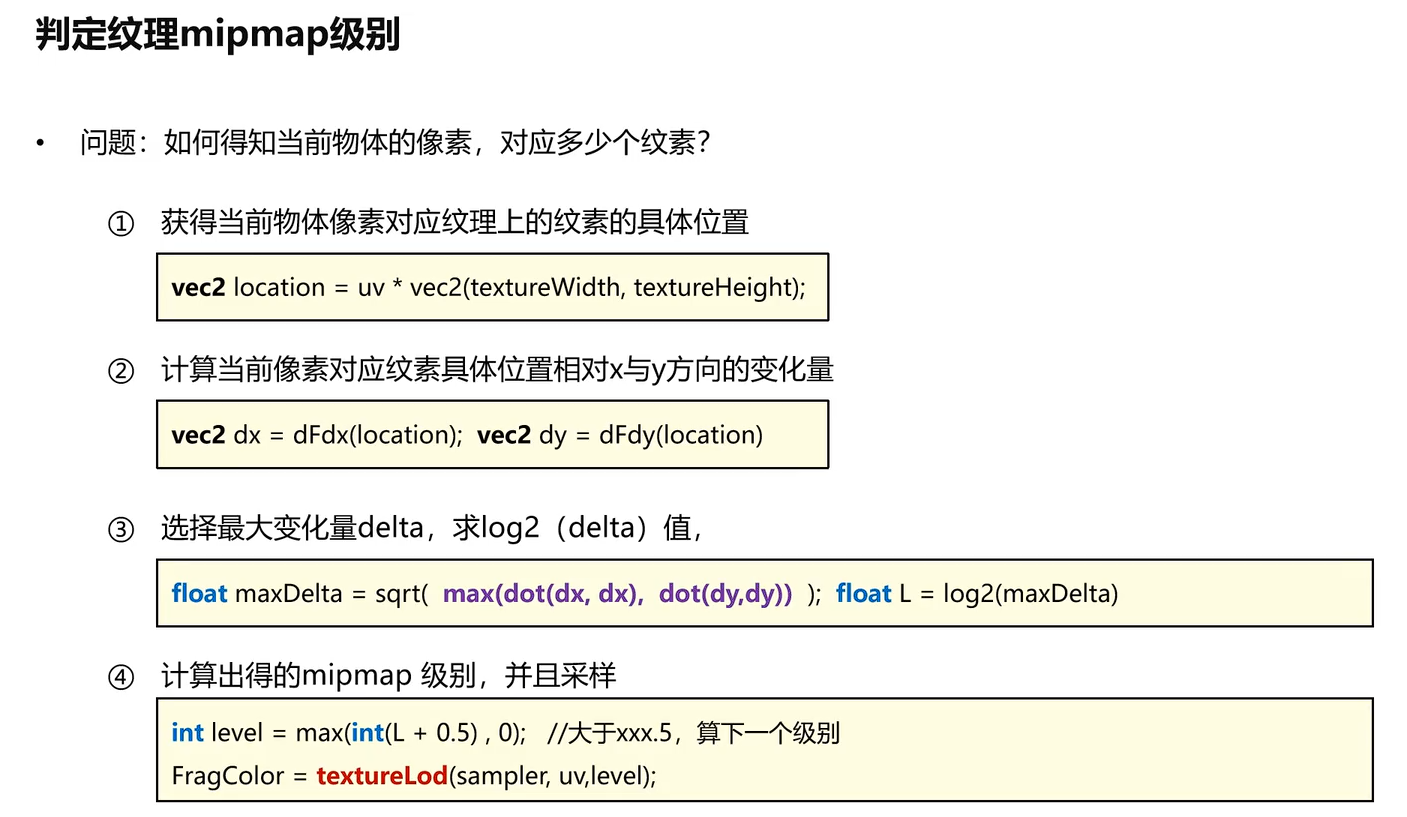 判定纹理mipmap级别
• 问题：如何得知当前物体的像素，对应多少个纹素？
① 获得当前物体像素对应纹理上的纹素的具体位置
vec2 location = uv * vec2(textureWidth, textureHeight);
② 计算当前像素对应纹素具体位置相对x与y方向的变化量
vec2 dx = dFdx(location); vec2 dy = dFdy(location)
③ 选择最大变化量delta，求log2（delta）值，
float maxDelta = sqrt( max(dot(dx, dx), dot(dy,dy)) ); float L = log2(maxDelta)
④ 计算出得的mipmap 级别，并且采样
int level = max(int(L + 0.5) , 0); //大于xxx.5，算下一个级别
FragColor = textureLod(sampler, uv,level);